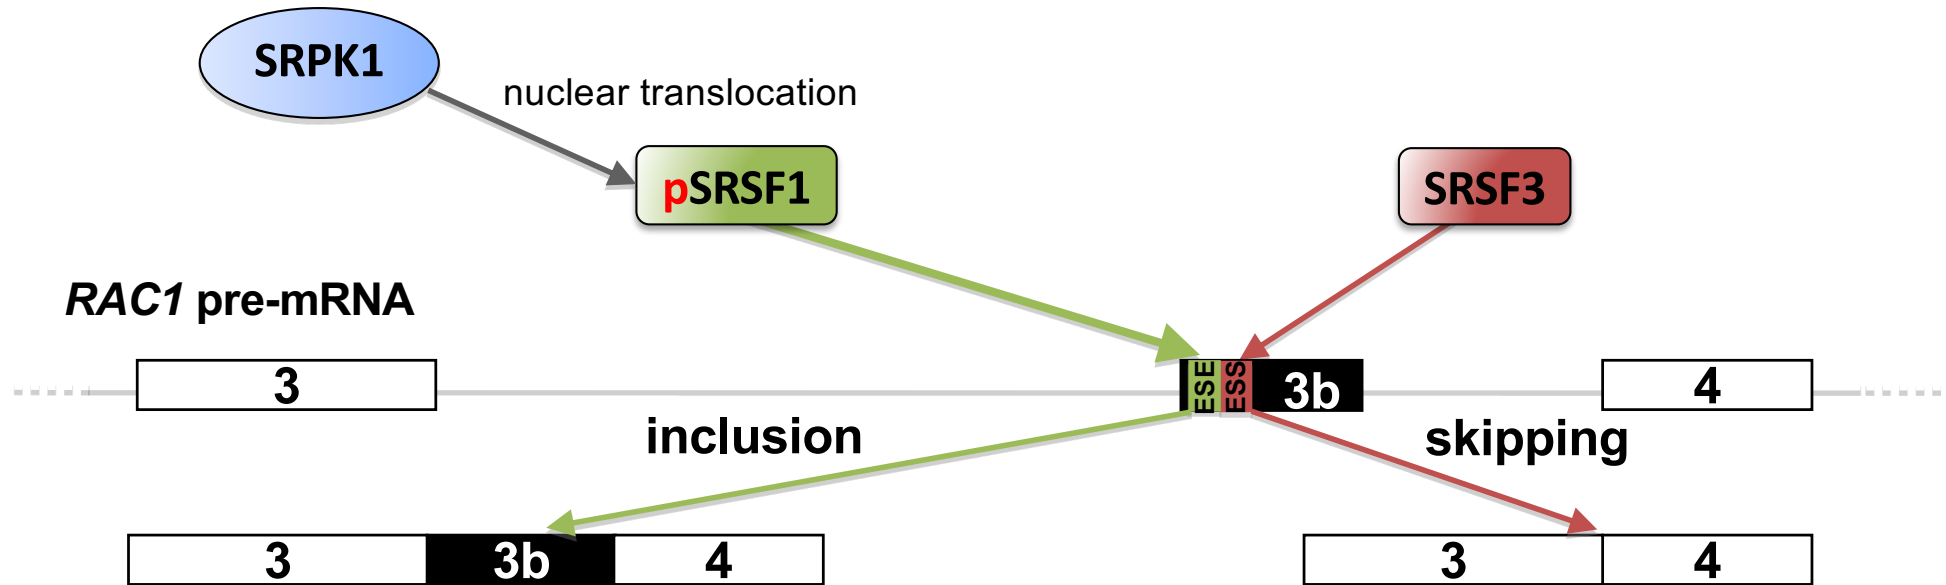 SRPK1
nuclear translocation
pSRSF1
SRSF3
RAC1 pre-mRNA
3
ESE
ESS
3b
4
inclusion
skipping
3
3b
4
3
4